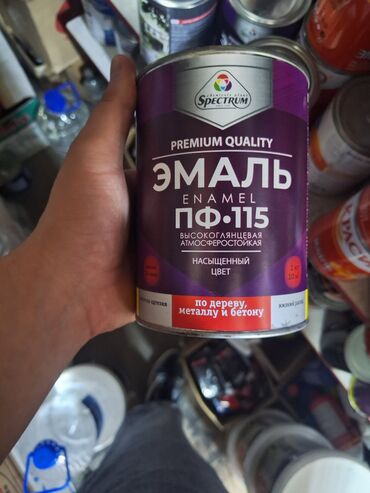 SPECTRUM
PREMIUM QUALITY
ЭМАЛЬ
ENAMEL
ПФ•115
ВЫСОКОГЛЯНЦЕВАЯ
АТМОСФЕРОСТОЙКАЯ
НАСЫЩЕННЫЙ
ЦВЕТ
по дереву,
металлу и бетону